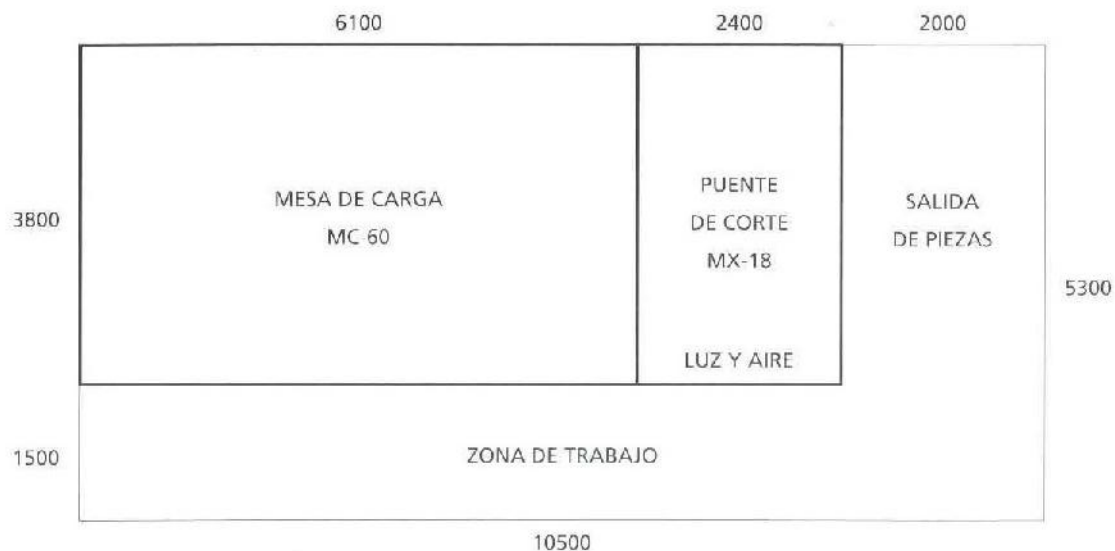 6100
2400
2000
MESA DE CARGA
MC-60
PUENTE
DE CORTE
MX-18
SALIDA
DE PIEZAS
3800
5300
LUZ Y AIRE
1500
ZONA DE TRABAJO
10500